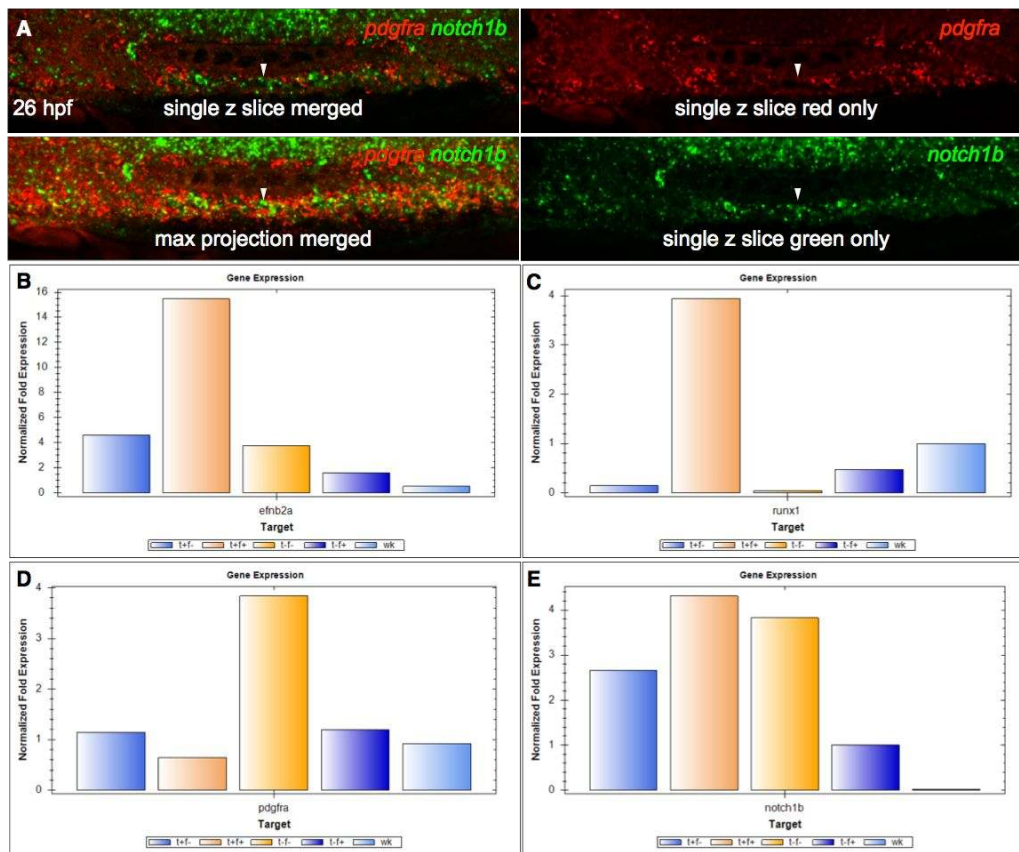 A
pdgfra notch1b
26 hpf
single z slice merged
pdgfra
single z slice red only
pdgfra notch1b
max projection merged
notch1b
single z slice green only
B
Gene Expression
Normalized Fold Expression
16
14
12
10
8
6
4
2
0
efnb2a
Target
t+f- t+f+ t-f- t-f+ wk
C
Gene Expression
Normalized Fold Expression
4
3
2
1
0
runx1
Target
t+f- t+f+ t-f- t-f+ wk
D
Gene Expression
Normalized Fold Expression
4
3
2
1
0
pdgfra
Target
t+f- t+f+ t-f- t-f+ wk
E
Gene Expression
Normalized Fold Expression
4
3
2
1
0
notch1b
Target
t+f- t+f+ t-f- t-f+ wk